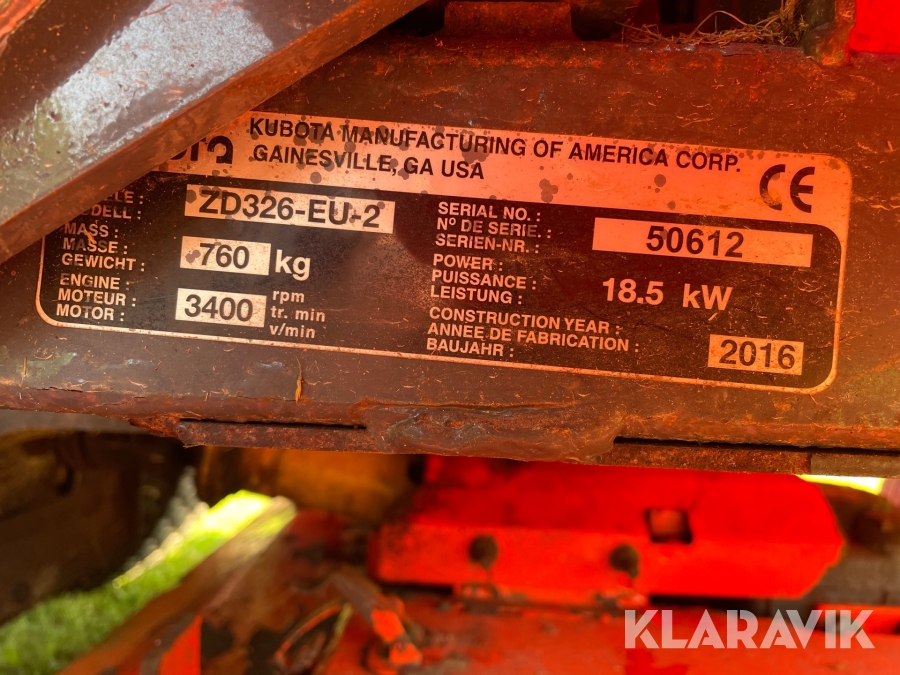 KUBOTA MANUFACTURING OF AMERICA CORP.
GAINESVILLE, GA USA
CE
ZD326-EU-2
MASS :
MASSE :
GEWICHT :
760 kg
ENGINE :
MOTEUR :
MOTOR :
3400
rpm
tr. min
v/min
SERIAL NO. :
Nº DE SERIE. :
SERIEN-NR. :
50612
POWER :
PUISSANCE :
LEISTUNG :
18.5 kW
CONSTRUCTION YEAR :
ANNEE DE FABRICATION :
BAUJAHR :
2016
KLARAVIK